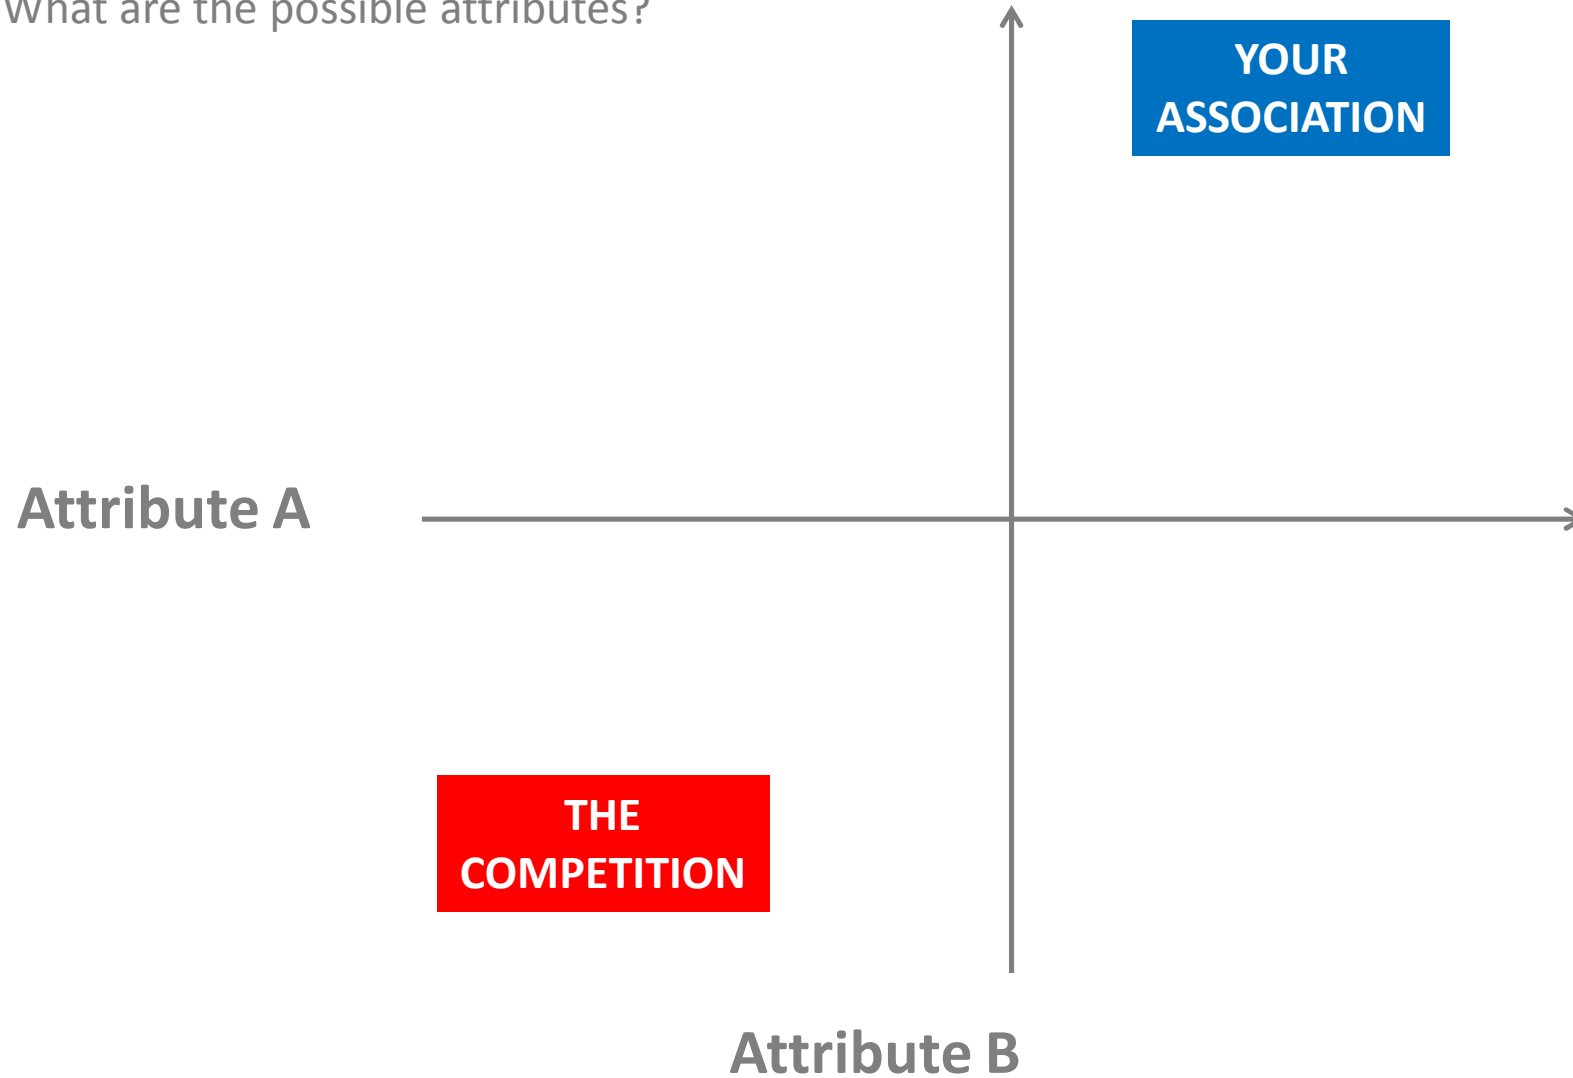 What are the possible attributes?
YOUR
ASSOCIATION
Attribute A
THE
COMPETITION
Attribute B